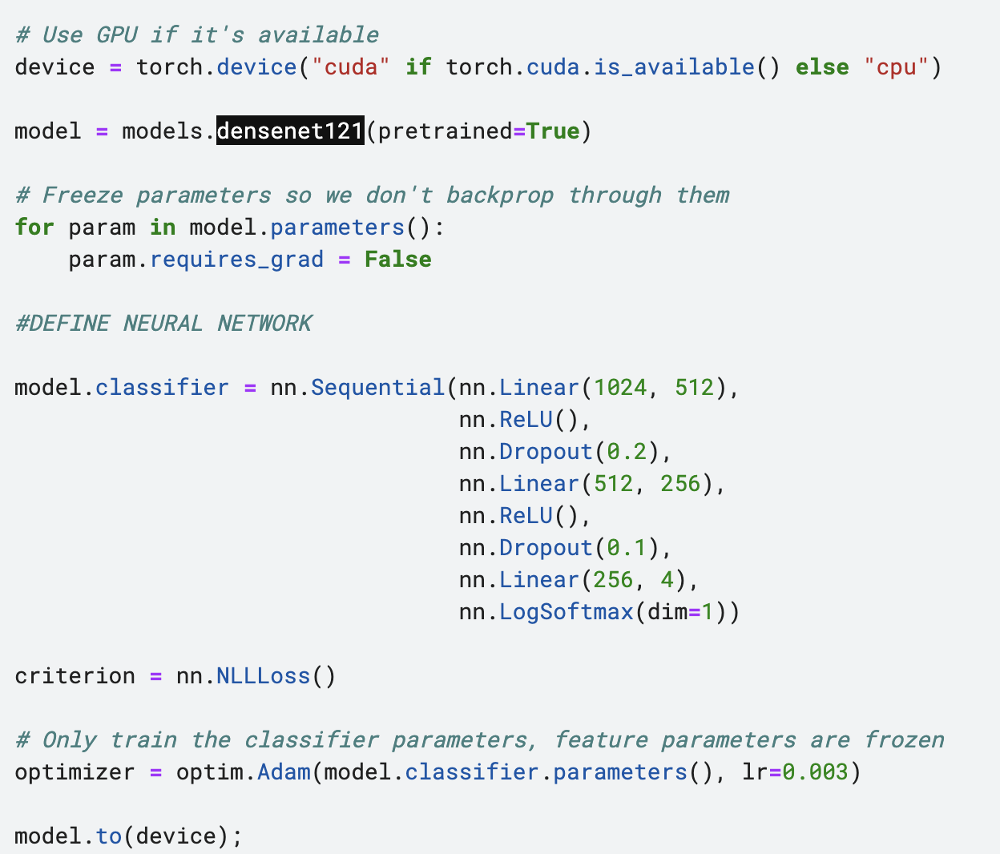 # Use GPU if it's available
device = torch.device("cuda" if torch.cuda.is_available() else "cpu")
model = models.densenet121(pretrained=True)
# Freeze parameters so we don't backprop through them
for param in model.parameters():
    param.requires_grad = False
#DEFINE NEURAL NETWORK
model.classifier = nn.Sequential(nn.Linear(1024, 512),
                                 nn.ReLU(),
                                 nn.Dropout(0.2),
                                 nn.Linear(512, 256),
                                 nn.ReLU(),
                                 nn.Dropout(0.1),
                                 nn.Linear(256, 4),
                                 nn.LogSoftmax(dim=1))
criterion = nn.NLLLoss()
# Only train the classifier parameters, feature parameters are frozen
optimizer = optim.Adam(model.classifier.parameters(), lr=0.003)
model.to(device);